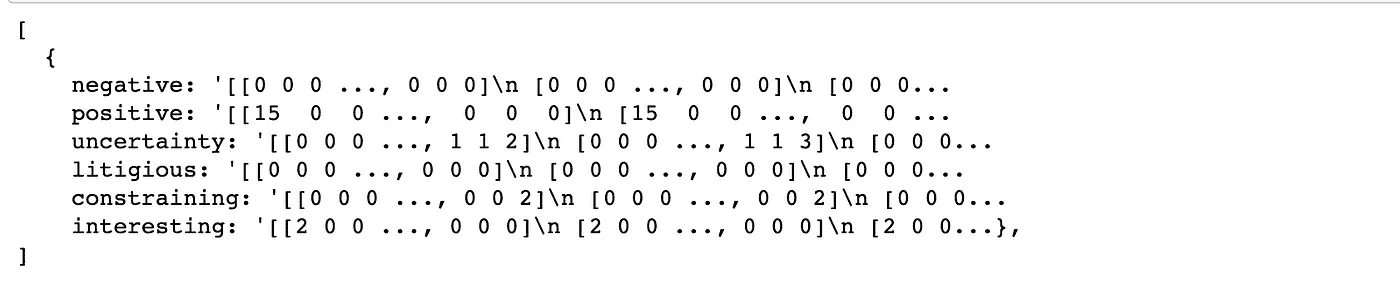 [
{
negative: '[[0 0 0 ..., 0 0 0]\n [0 0 0 ..., 0 0 0]\n [0 0 0...
positive: '[[15 0 0 ..., 0 0 0]\n [15 0 0 ..., 0 0 ...
uncertainty: '[[0 0 0 ..., 1 1 2]\n [0 0 0 ..., 1 1 3]\n [0 0 0...
litigious: '[[0 0 0 ..., 0 0 0]\n [0 0 0 ..., 0 0 0]\n [0 0 0...
constraining: '[[0 0 0 ..., 0 0 2]\n [0 0 0 ..., 0 0 2]\n [0 0 0...
interesting: '[[2 0 0 ..., 0 0 0]\n [2 0 0 ..., 0 0 0]\n [2 0 0...},
]